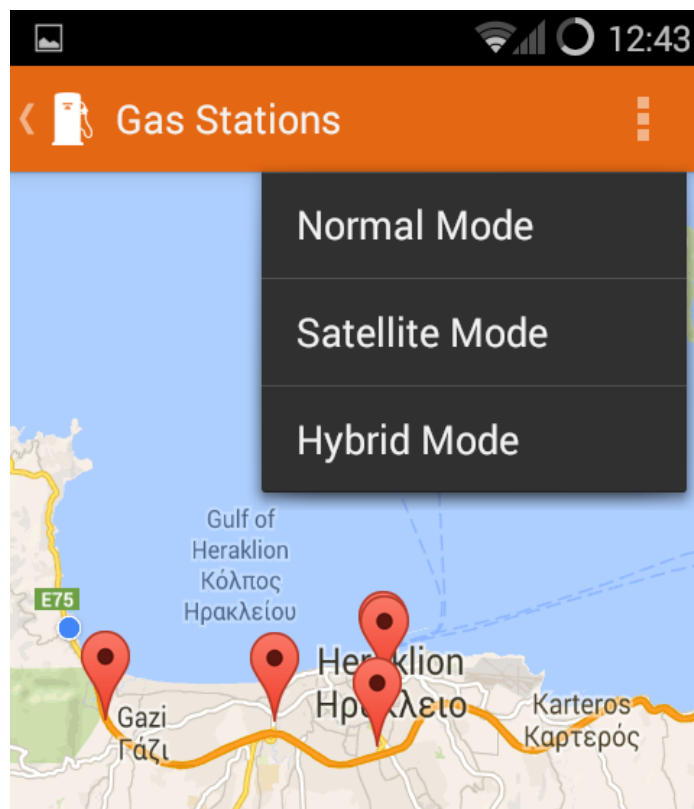 12:43
Gas Stations
Normal Mode
Satellite Mode
Hybrid Mode
Gulf of
Heraklion
Κόλπος
Ηρακλείου
E75
Heraklion
Ηράκλειο
Gazi
Γάζι
Karteros
Καρτερός